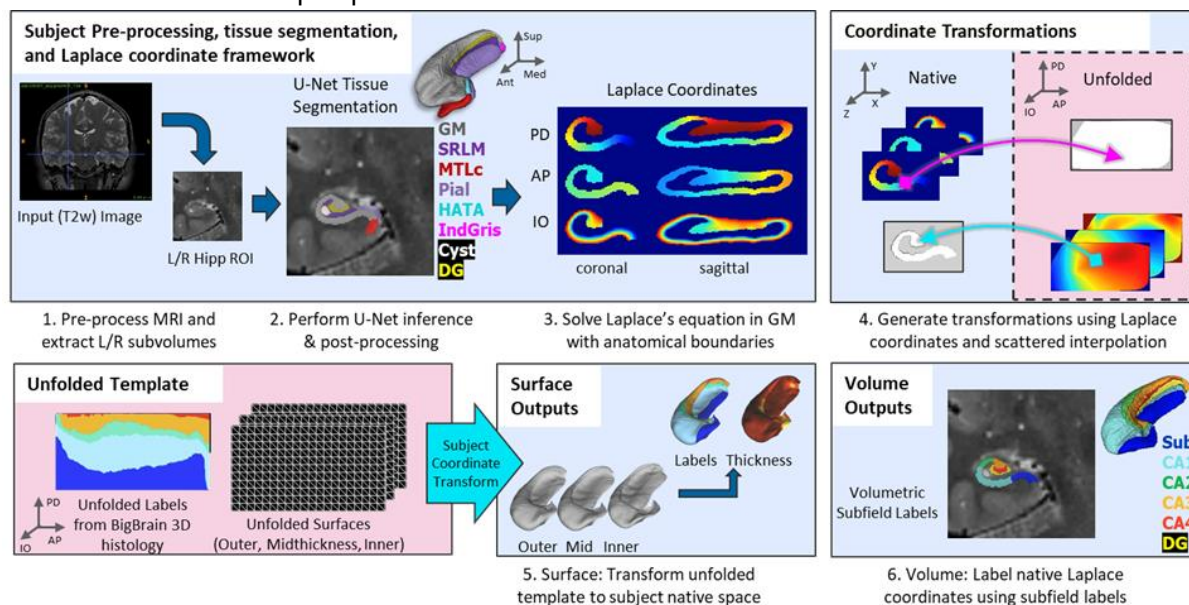 Subject Pre-processing, tissue segmentation,
and Laplace coordinate framework
Sup
Ant
Med
U-Net Tissue
Segmentation
GM
SRLM
MTLc
Pial
HATA
IndGris
Cyst
DG
Input (T2w) Image
L/R Hipp ROI
Laplace Coordinates
PD
AP
IO
coronal
sagittal
1. Pre-process MRI and
extract L/R subvolumes
2. Perform U-Net inference
& post-processing
3. Solve Laplace's equation in GM
with anatomical boundaries
Coordinate Transformations
Y
Z
X
Native
PD
IO
AP
Unfolded
4. Generate transformations using Laplace
coordinates and scattered interpolation
Unfolded Template
PD
IO
AP
Unfolded Labels
from BigBrain 3D
histology
Unfolded Surfaces
(Outer, Midthickness, Inner)
Subject
Coordinate
Transform
Surface
Outputs
Labels
Thickness
Outer
Mid
Inner
5. Surface: Transform unfolded
template to subject native space
Volume
Outputs
Volumetric
Subfield Labels
Sub
CA1
CA2
CA3
CA4
DG
6. Volume: Label native Laplace
coordinates using subfield labels